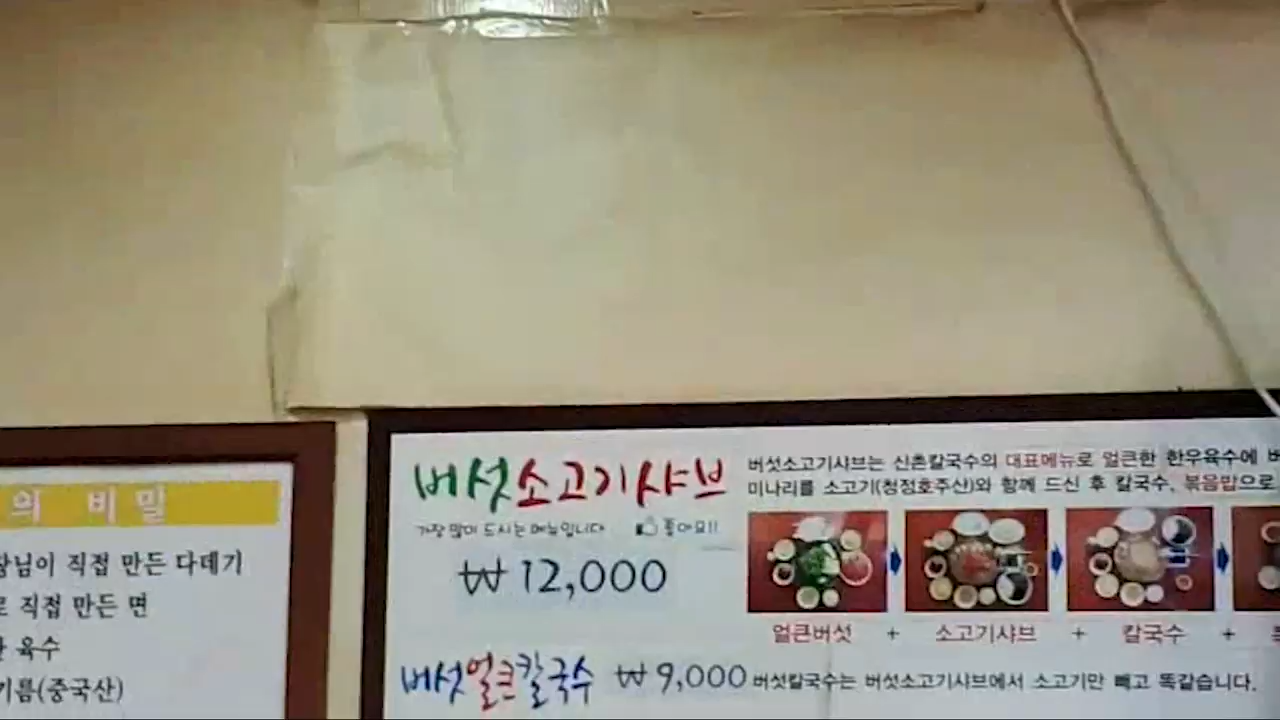 의 비밀
장님이 직접 만든 다데기
로 직접 만든 면
한 육수
기름(중국산)
버섯소고기샤브
가장 많이 드시는 메뉴입니다 좋아요!!
₩12,000
버섯얼큰칼국수 ₩9,000
버섯소고기샤브는 신촌칼국수의 대표메뉴로 얼큰한 한우육수에
미나리를 소고기(청정호주산)와 함께 드신 후 칼국수, 볶음밥으로
얼큰버섯 + 소고기샤브 + 칼국수 +
버섯칼국수는 버섯소고기샤브에서 소고기만 빼고 똑같습니다.